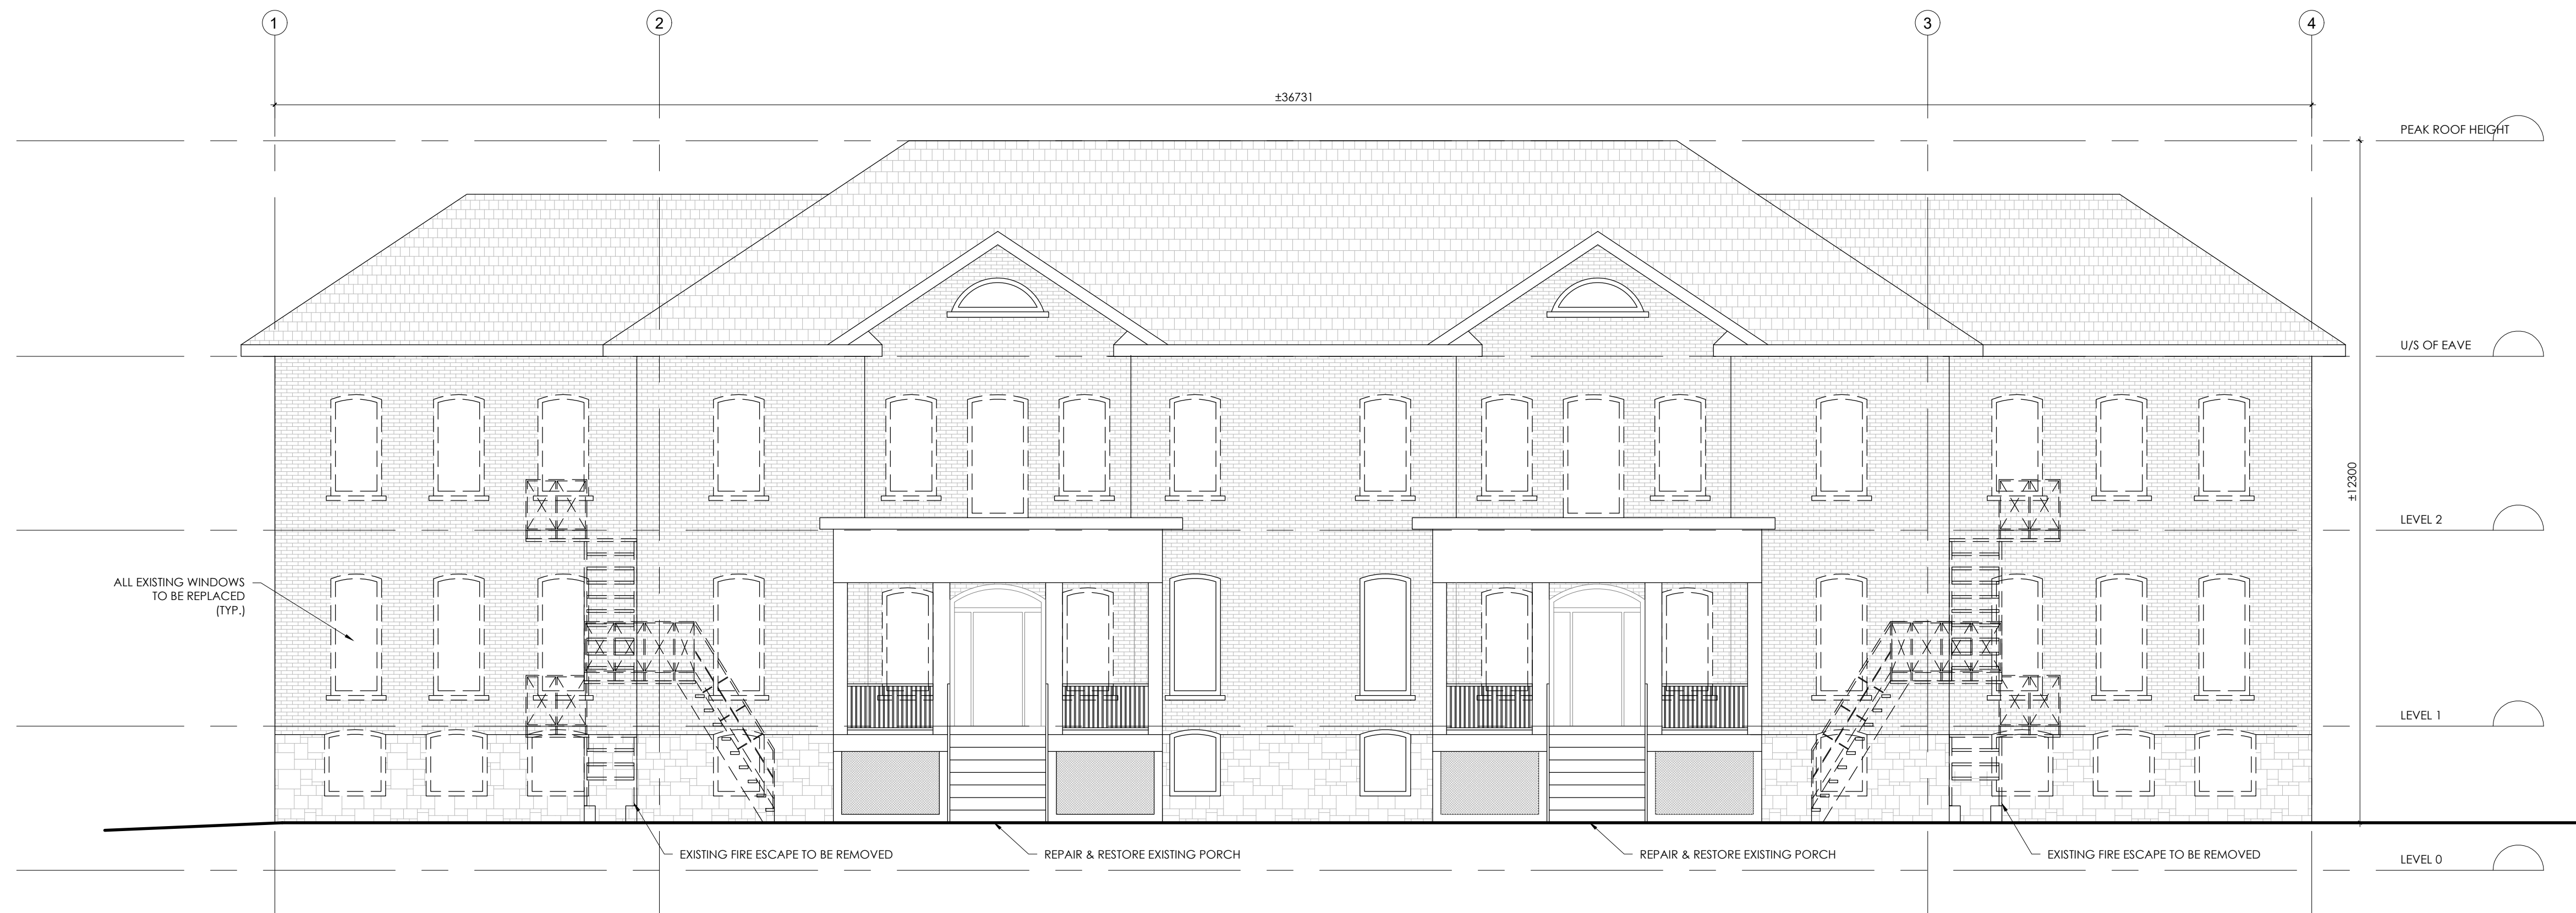 1
2
3
4
±36731
PEAK ROOF HEIGHT
U/S OF EAVE
±12300
LEVEL 2
ALL EXISTING WINDOWS
TO BE REPLACED
(TYP.)
LEVEL 1
EXISTING FIRE ESCAPE TO BE REMOVED
REPAIR & RESTORE EXISTING PORCH
REPAIR & RESTORE EXISTING PORCH
EXISTING FIRE ESCAPE TO BE REMOVED
LEVEL 0